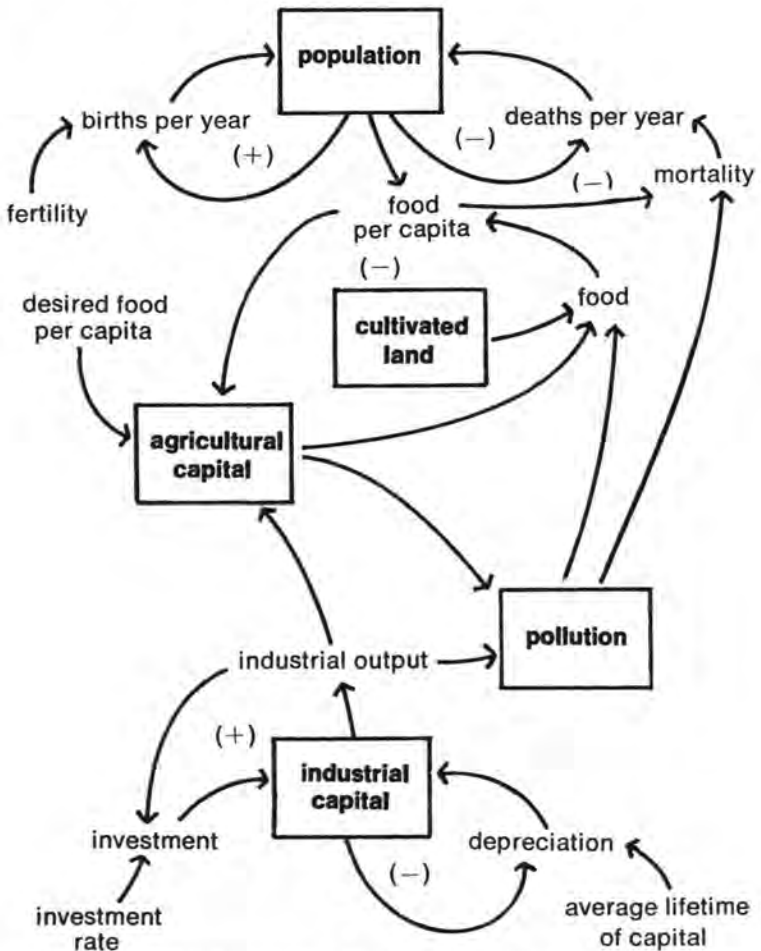 population
births per year
deaths per year
(+)
(−)
(−)
mortality
fertility
food
per capita
(−)
desired food
per capita
food
cultivated
land
agricultural
capital
pollution
industrial output
(+)
industrial
capital
investment
depreciation
(−)
investment
rate
average lifetime
of capital